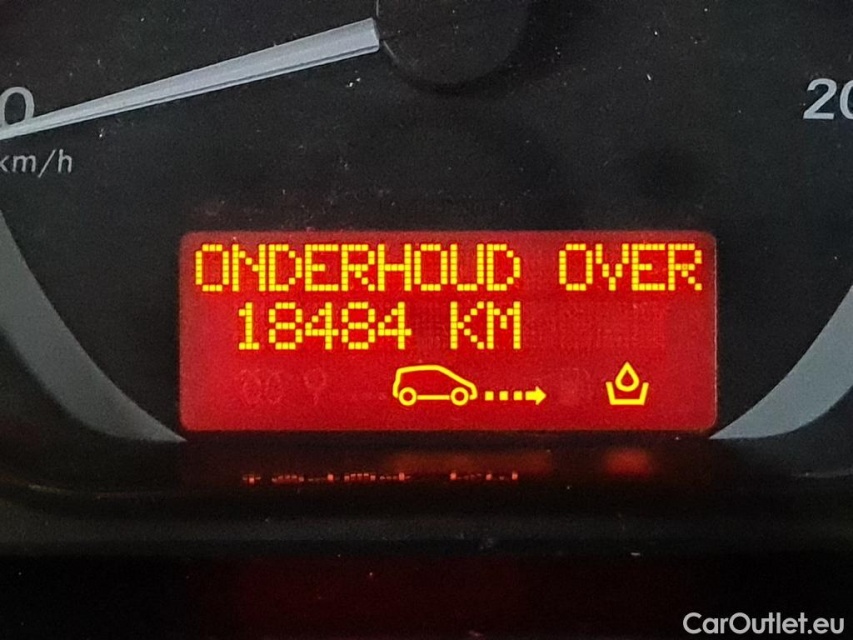 0
20
km/h
ONDERHOUD OVER
18484 KM
CarOutlet.eu